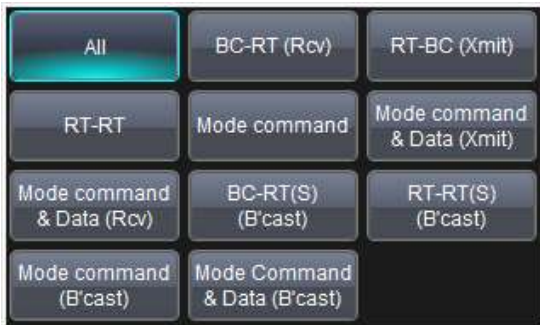 All
BC-RT (Rcv)
RT-BC (Xmit)
RT-RT
Mode command
Mode command
& Data (Xmit)
Mode command
& Data (Rcv)
BC-RT(S)
(B'cast)
RT-RT(S)
(B'cast)
Mode command
(B'cast)
Mode Command
& Data (B'cast)